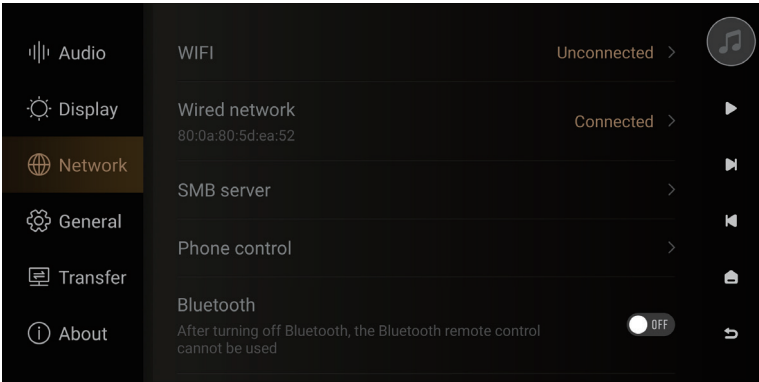 Audio
Display
Network
General
Transfer
About
WIFI
Unconnected
Wired network
80:0a:80:5d:ea:52
Connected
SMB server
Phone control
Bluetooth
After turning off Bluetooth, the Bluetooth remote control
cannot be used
OFF